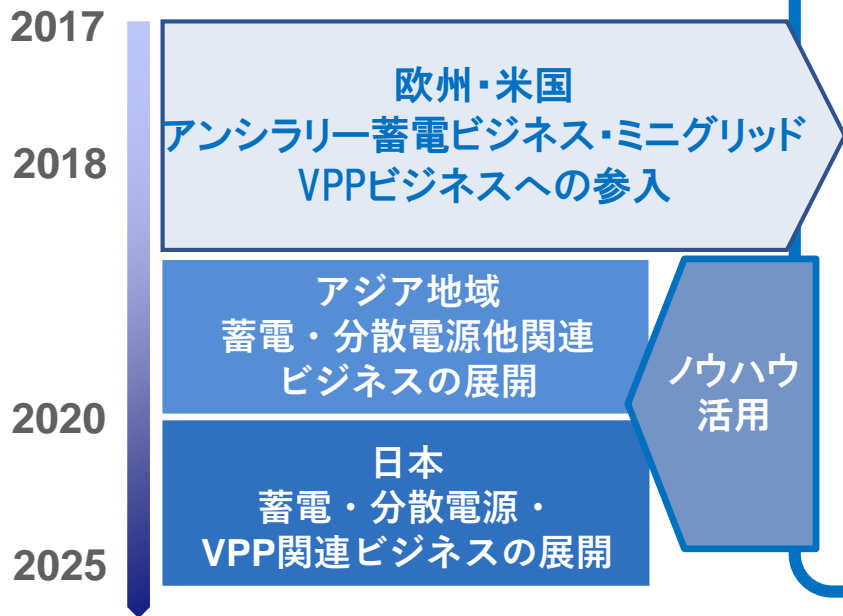 2017
2018
2020
2025
欧州・米国
アンシラリー蓄電ビジネス・ミニグリッド
VPPビジネスへの参入
アジア地域
蓄電・分散電源他関連
ビジネスの展開
日本
蓄電・分散電源・
VPP関連ビジネスの展開
ノウハウ
活用